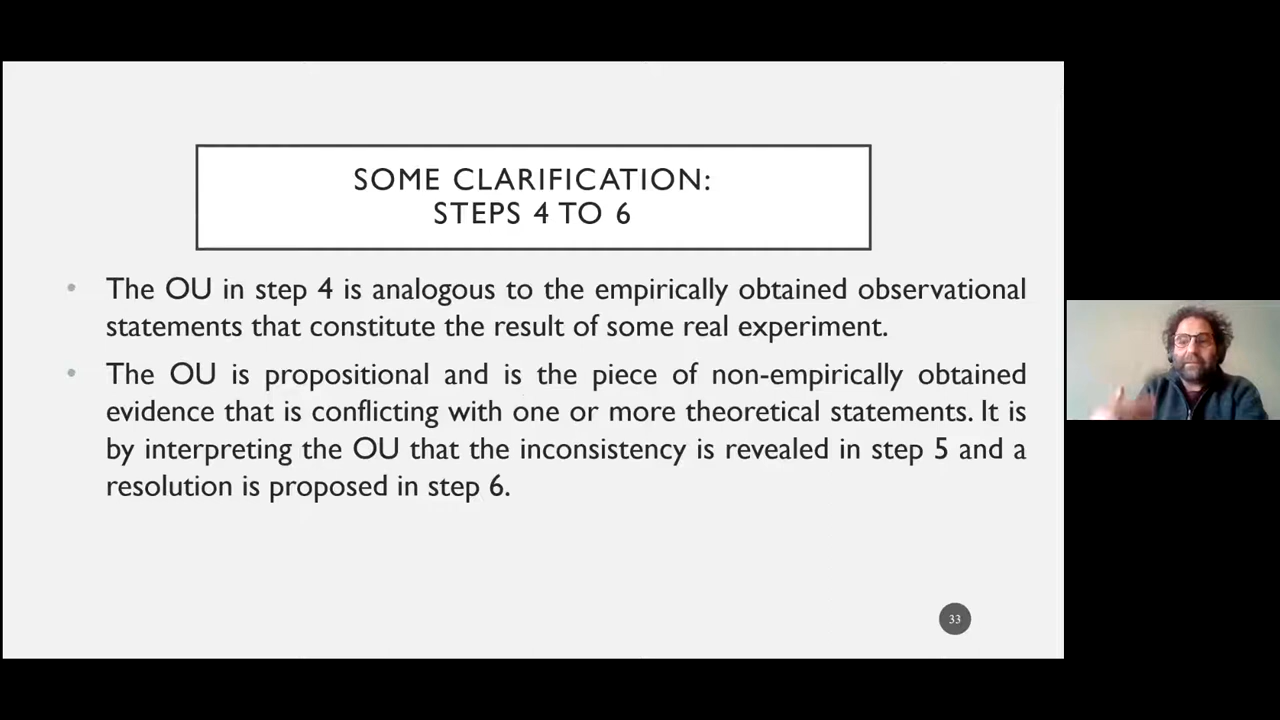 SOME CLARIFICATION:
STEPS 4 TO 6
• The OU in step 4 is analogous to the empirically obtained observational
statements that constitute the result of some real experiment.
• The OU is propositional and is the piece of non-empirically obtained
evidence that is conflicting with one or more theoretical statements. It is
by interpreting the OU that the inconsistency is revealed in step 5 and a
resolution is proposed in step 6.
33